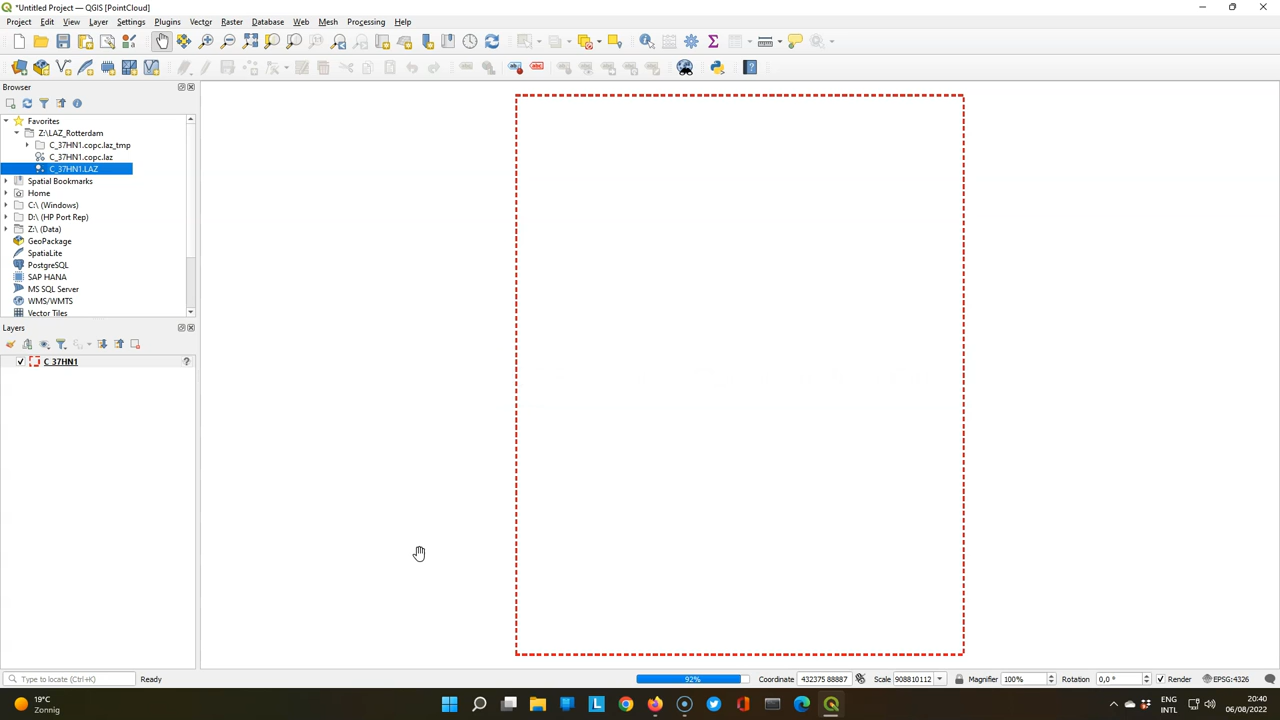 *Untitled Project — QGIS [PointCloud]
Project Edit View Layer Settings Plugins Vector Raster Database Web Mesh Processing Help
Browser
Favorites
Z:\LAZ_Rotterdam
C_37HN1.copc.laz_tmp
C_37HN1.copc.laz
C_37HN1.LAZ
Spatial Bookmarks
Home
C:\ (Windows)
D:\ (HP Port Rep)
Z:\ (Data)
GeoPackage
SpatiaLite
PostgreSQL
SAP HANA
MS SQL Server
WMS/WMTS
Vector Tiles
Layers
C_37HN1
Type to locate (Ctrl+K) Ready 92% Coordinate 432375 88887 Scale 908810112 Magnifier 100% Rotation 0,0 ° Render EPSG:4326
19°C
Zonnig
ENG
INTL
20:40
06/08/2022